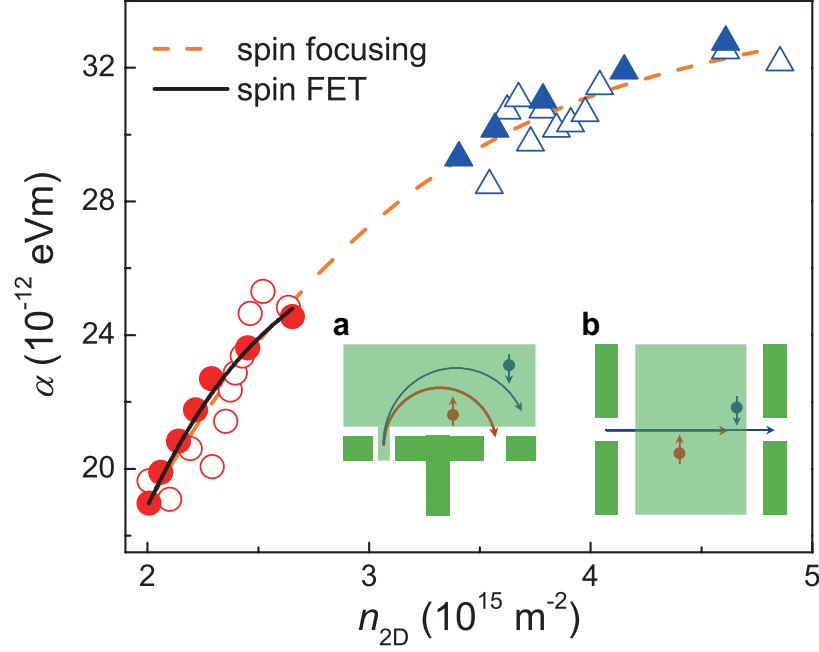 spin focusing
spin FET
32
28
24
20
α (10⁻¹² eVm)
a
b
2
3
4
5
n₂D (10¹⁵ m⁻²)